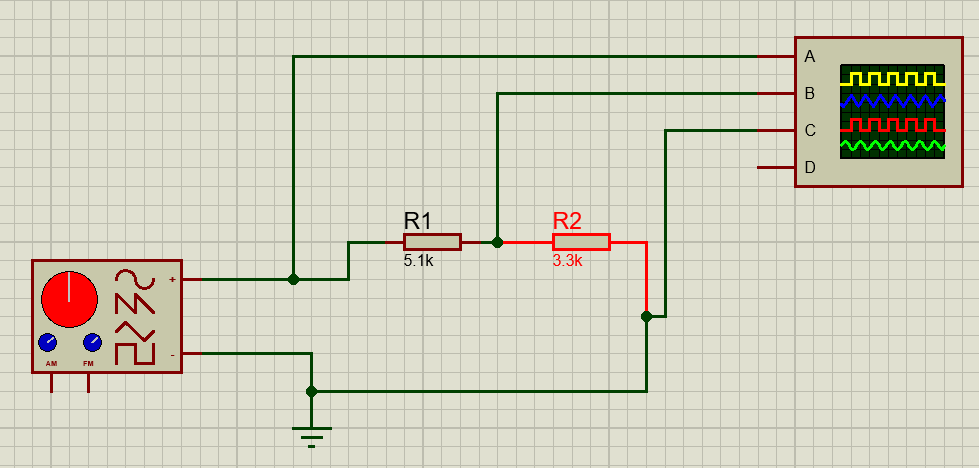 A
B
C
D
R1
5.1k
R2
3.3k
+
-
AM
FM